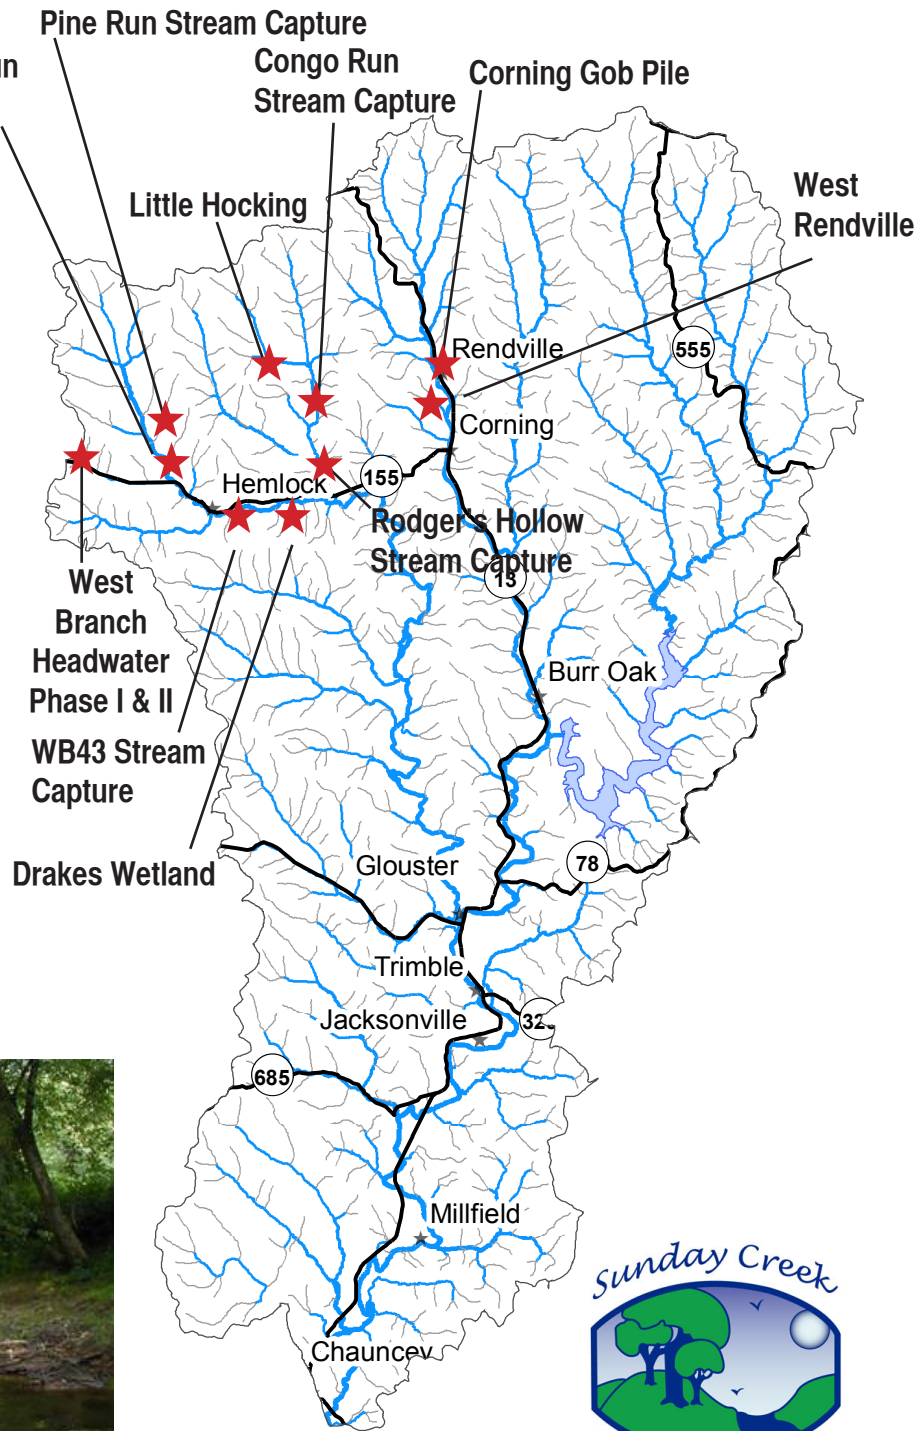 Pine Run Stream Capture
Congo Run
Stream Capture
Corning Gob Pile
West
Rendville
Little Hocking
Rendville
555
Corning
Hemlock
155
Rodger's Hollow
Stream Capture
13
West
Branch
Headwater
Phase I & II
Burr Oak
WB43 Stream
Capture
Drakes Wetland
Glouster
78
Trimble
Jacksonville
685
Millfield
Sunday Creek
Chauncey